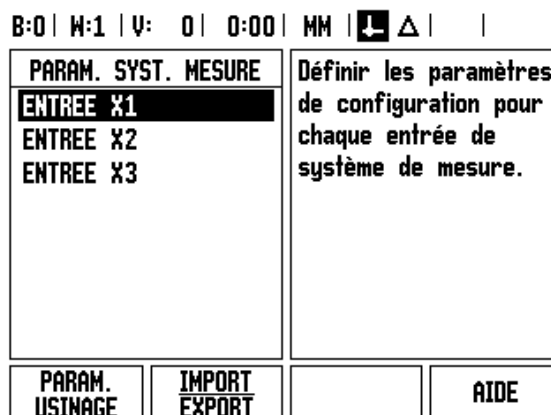 B:0 | W:1 | V: 0 | 0:00 | MM | Δ | |
PARAM. SYST. MESURE
ENTREE X1
ENTREE X2
ENTREE X3
Définir les paramètres
de configuration pour
chaque entrée de
système de mesure.
PARAM.
USINAGE
IMPORT
EXPORT
AIDE